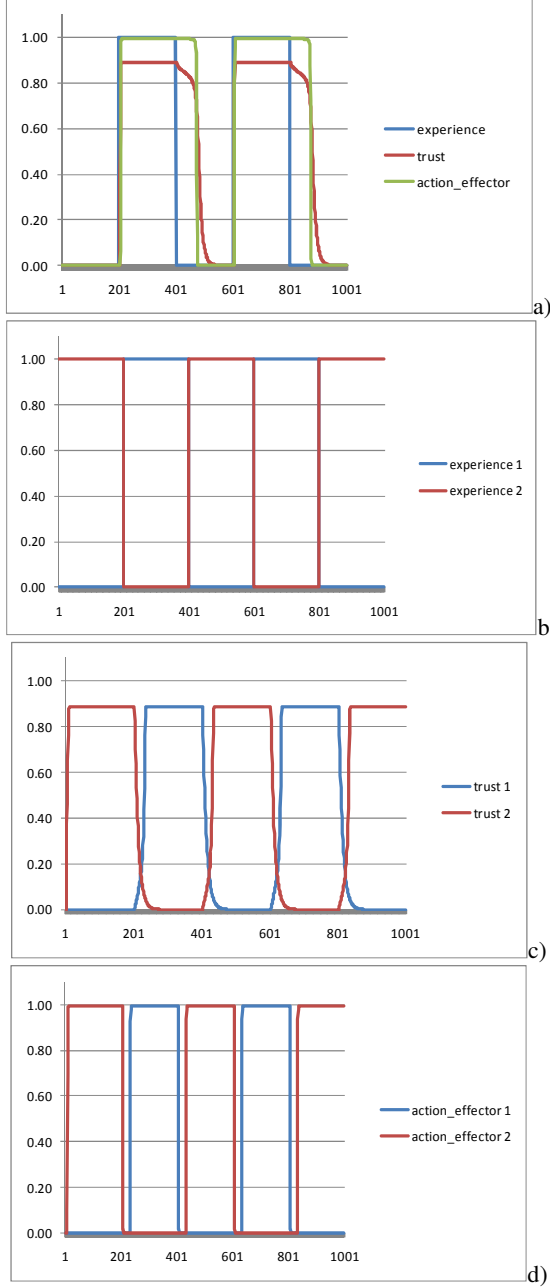 1.00
0.80
0.60
0.40
0.20
0.00
1 201 401 601 801 1001
experience
trust
action_effector
a)
1.00
0.80
0.60
0.40
0.20
0.00
1 201 401 601 801 1001
experience 1
experience 2
b
1.00
0.80
0.60
0.40
0.20
0.00
1 201 401 601 801 1001
trust 1
trust 2
c)
1.00
0.80
0.60
0.40
0.20
0.00
1 201 401 601 801 1001
action_effector 1
action_effector 2
d)